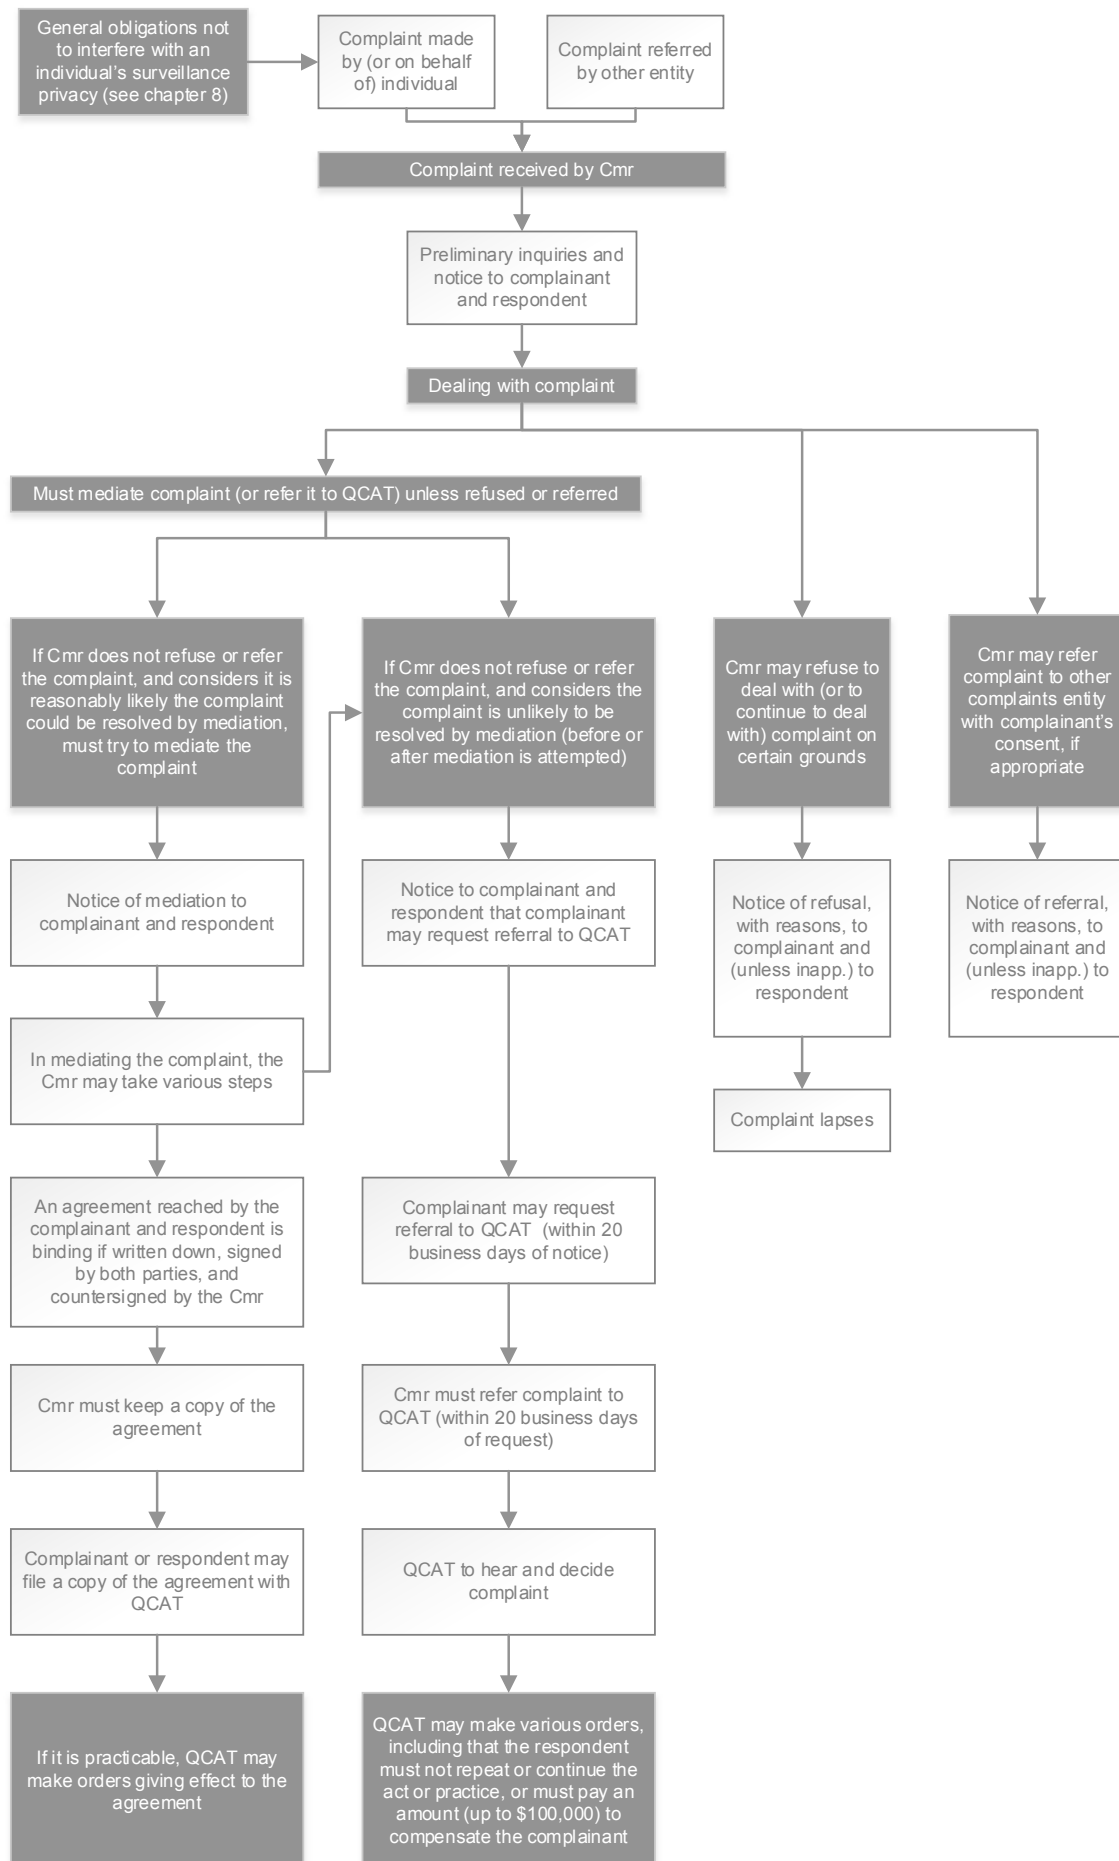 General obligations not
to interfere with an
individual's surveillance
privacy (see chapter 8)
Complaint made
by (or on behalf
of) individual
Complaint referred
by other entity
Complaint received by Cmr
Preliminary inquiries and
notice to complainant
and respondent
Dealing with complaint
Must mediate complaint (or refer it to QCAT) unless refused or referred
If Cmr does not refuse or refer
the complaint, and considers it is
reasonably likely the complaint
could be resolved by mediation,
must try to mediate the
complaint
If Cmr does not refuse or refer
the complaint, and considers the
complaint is unlikely to be
resolved by mediation (before or
after mediation is attempted)
Cmr may refuse to
deal with (or to
continue to deal
with) complaint on
certain grounds
Cmr may refer
complaint to other
complaints entity
with complainant's
consent, if
appropriate
Notice of mediation to
complainant and respondent
Notice to complainant and
respondent that complainant
may request referral to QCAT
Notice of refusal,
with reasons, to
complainant and
(unless inapp.) to
respondent
Notice of referral,
with reasons, to
complainant and
(unless inapp.) to
respondent
In mediating the complaint, the
Cmr may take various steps
Complaint lapses
An agreement reached by the
complainant and respondent is
binding if written down, signed
by both parties, and
countersigned by the Cmr
Complainant may request
referral to QCAT (within 20
business days of notice)
Cmr must keep a copy of the
agreement
Cmr must refer complaint to
QCAT (within 20 business days
of request)
Complainant or respondent may
file a copy of the agreement with
QCAT
QCAT to hear and decide
complaint
If it is practicable, QCAT may
make orders giving effect to the
agreement
QCAT may make various orders,
including that the respondent
must not repeat or continue the
act or practice, or must pay an
amount (up to $100,000) to
compensate the complainant